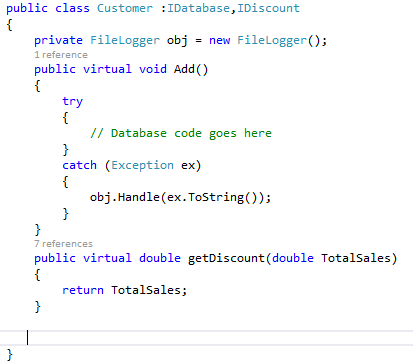 public class Customer :IDatabase,IDiscount
{
    private FileLogger obj = new FileLogger();
    1 reference
    public virtual void Add()
    {
        try
        {
            // Database code goes here
        }
        catch (Exception ex)
        {
            obj.Handle(ex.ToString());
        }
    }
    7 references
    public virtual double getDiscount(double TotalSales)
    {
        return TotalSales;
    }
}